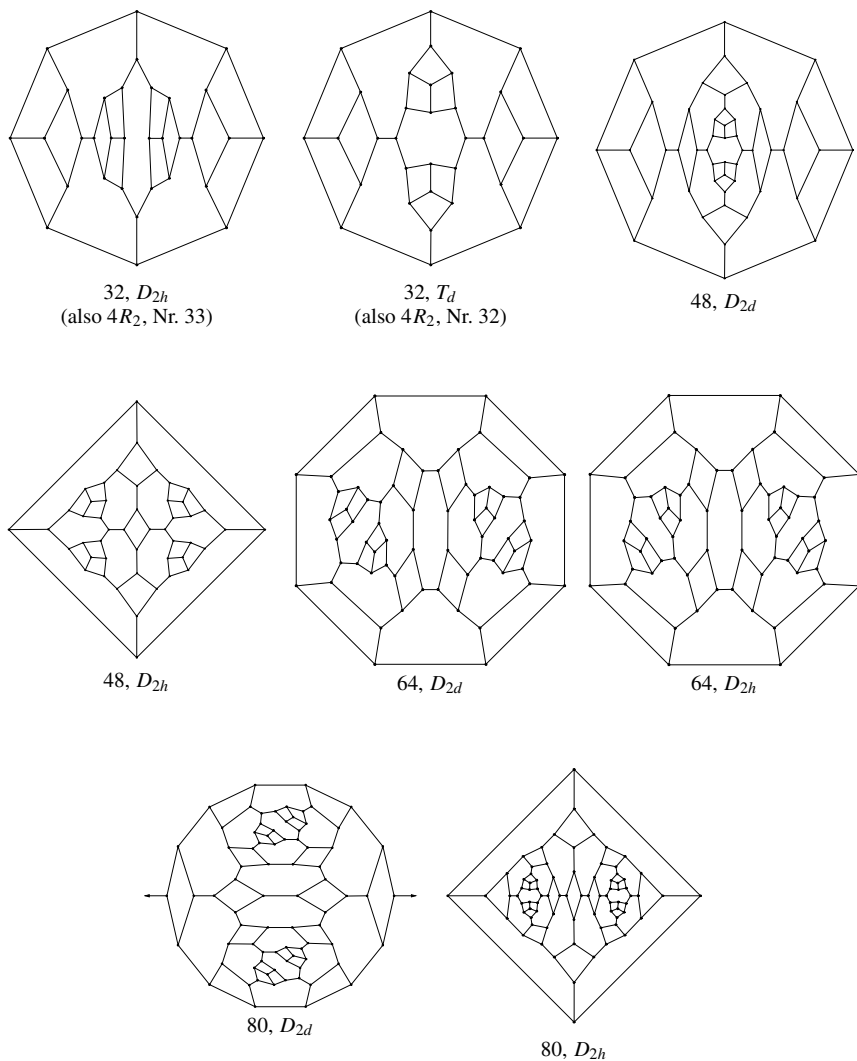 32, D2h
(also 4R2, Nr. 33)
32, Td
(also 4R2, Nr. 32)
48, D2d
48, D2h
64, D2d
64, D2h
80, D2d
80, D2h